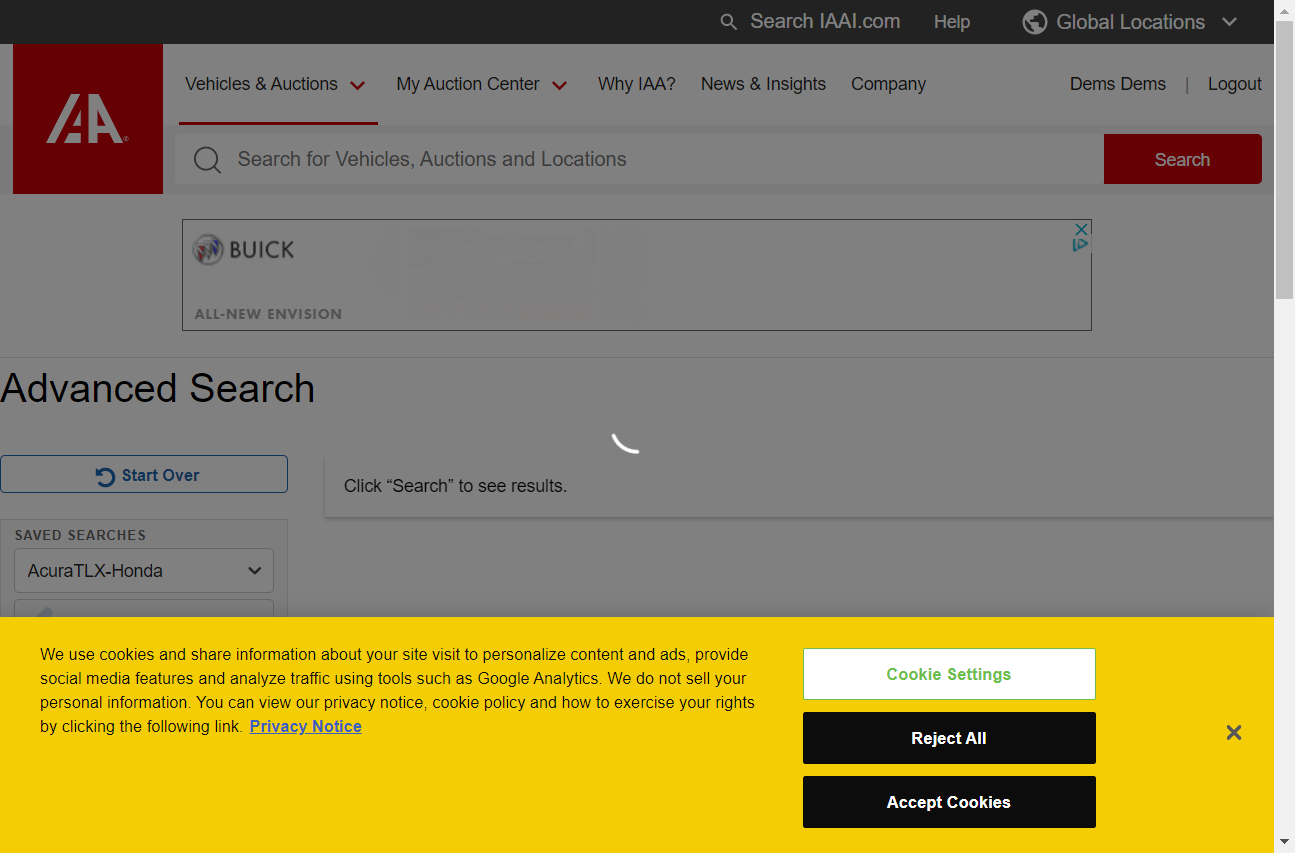 Search IAAI.com Help Global Locations
IAA
Vehicles & Auctions My Auction Center Why IAA? News & Insights Company Dems Dems | Logout
Search for Vehicles, Auctions and Locations Search
BUICK
ALL-NEW ENVISION
Advanced Search
Start Over
Click “Search” to see results.
SAVED SEARCHES
AcuraTLX-Honda
We use cookies and share information about your site visit to personalize content and ads, provide
social media features and analyze traffic using tools such as Google Analytics. We do not sell your
personal information. You can view our privacy notice, cookie policy and how to exercise your rights
by clicking the following link. Privacy Notice
Cookie Settings
Reject All
Accept Cookies